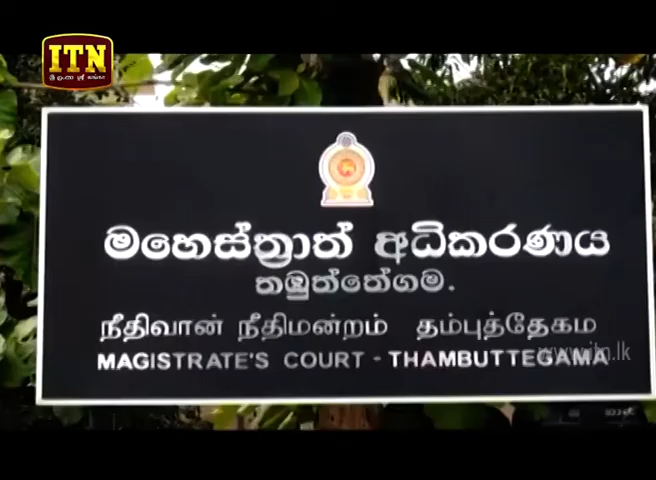 ITN
ශ්‍රී ලංකා ශ්‍රී සංසාර
මහෙස්ත්‍රාත් අධිකරණය
තඹුත්තේගම.
நீதிவான் நீதிமன்றம் தம்புத்தேகம
MAGISTRATE'S COURT - THAMBUTTEGAMA
www.itn.lk